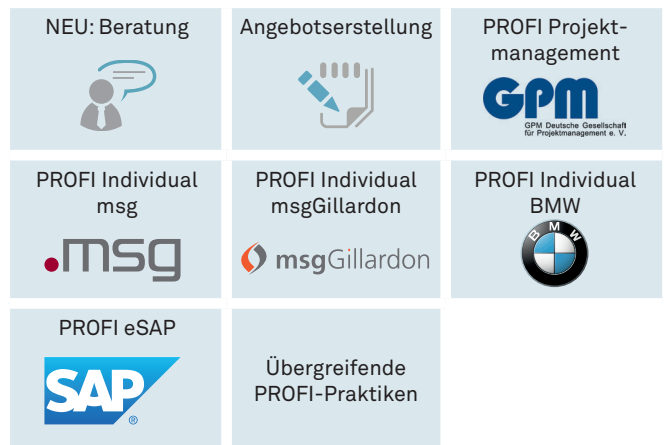 NEU: Beratung
Angebotserstellung
PROFI Projekt-
management
GPM
GPM Deutsche Gesellschaft
für Projektmanagement e. V.
PROFI Individual
msg
.msg
PROFI Individual
msgGillardon
msgGillardon
PROFI Individual
BMW
BMW
PROFI eSAP
SAP
®
Übergreifende
PROFI-Praktiken